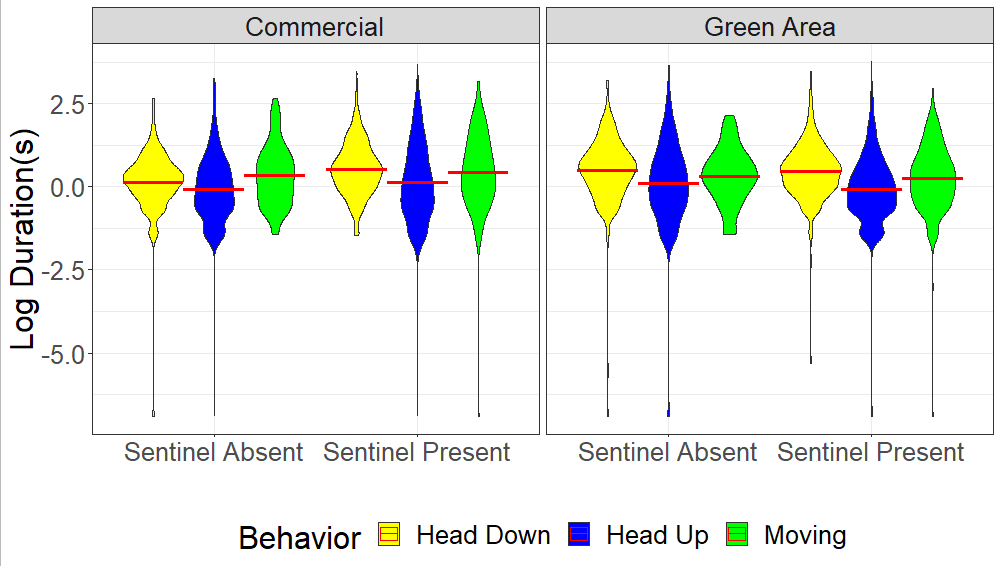 Commercial
Green Area
Log Duration(s)
2.5
0.0
-2.5
-5.0
Sentinel Absent Sentinel Present
Sentinel Absent Sentinel Present
Behavior Head Down Head Up Moving